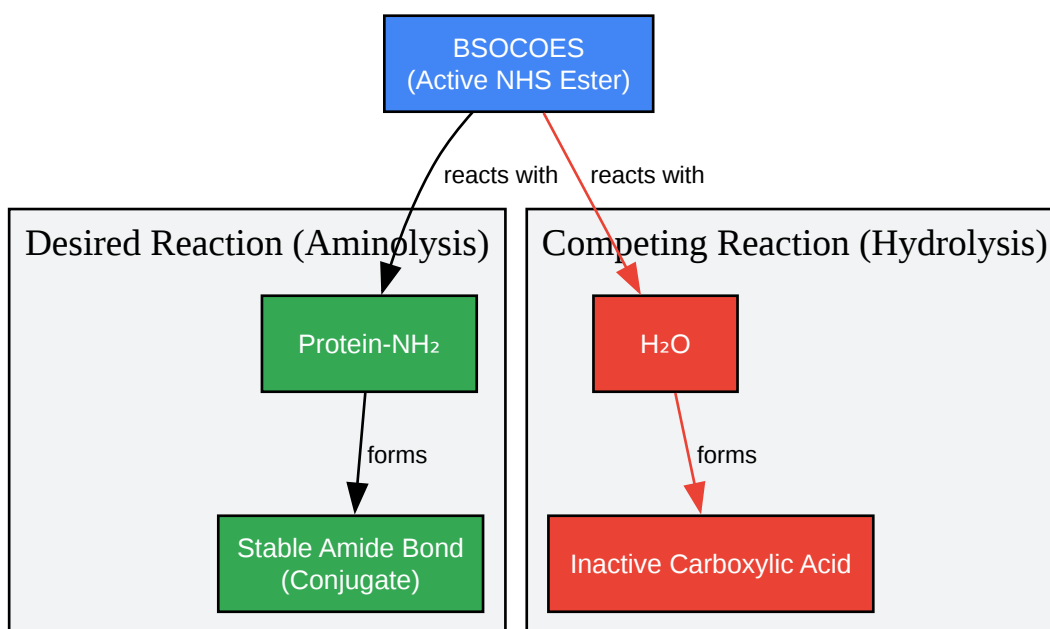 BSOCOES
(Active NHS Ester)
reacts with
reacts with
Desired Reaction (Aminolysis)
Competing Reaction (Hydrolysis)
Protein-NH₂
H₂O
forms
forms
Stable Amide Bond
(Conjugate)
Inactive Carboxylic Acid